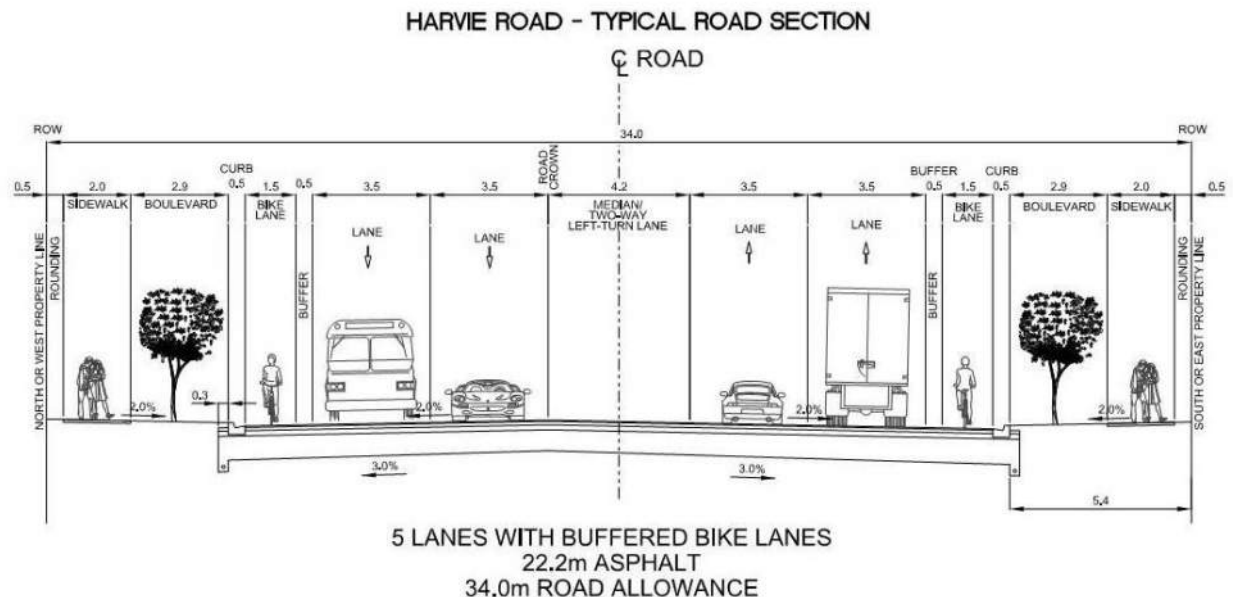 HARVIE ROAD - TYPICAL ROAD SECTION
℄ ROAD
ROW
34.0
ROW
CURB
ROAD CROWN
BUFFER
CURB
0.5
2.0
2.9
0.5
1.5
0.5
3.5
3.5
4.2
3.5
3.5
0.5
1.5
0.5
2.9
2.0
0.5
SIDEWALK
BOULEVARD
BIKE
LANE
MEDIAN/
TWO-WAY
LEFT-TURN LANE
BIKE
LANE
BOULEVARD
SIDEWALK
LANE
LANE
LANE
LANE
NORTH OR WEST PROPERTY LINE
ROUNDING
BUFFER
BUFFER
ROUNDING
SOUTH OR EAST PROPERTY LINE
0.3
2.0%
2.0%
2.0%
2.0%
3.0%
3.0%
5.4
5 LANES WITH BUFFERED BIKE LANES
22.2m ASPHALT
34.0m ROAD ALLOWANCE